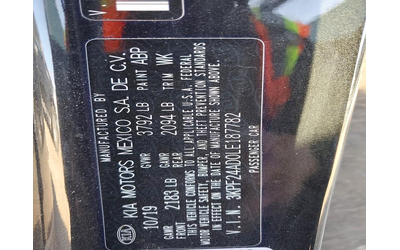 V
MANUFACTURED BY
KIA KIA MOTORS MEXICO S.A. DE C.V.
10/19 GVWR 3792 LB PAINT ABP
GAWR FRONT 2183 LB GAWR REAR 2094 LB TRIM WK
THIS VEHICLE CONFORMS TO ALL APPLICABLE U.S.A. FEDERAL
MOTOR VEHICLE SAFETY, BUMPER, AND THEFT PREVENTION STANDARDS
IN EFFECT ON THE DATE OF MANUFACTURE SHOWN ABOVE.
V.I.N. 3KPF24AD0LE187782
PASSENGER CAR